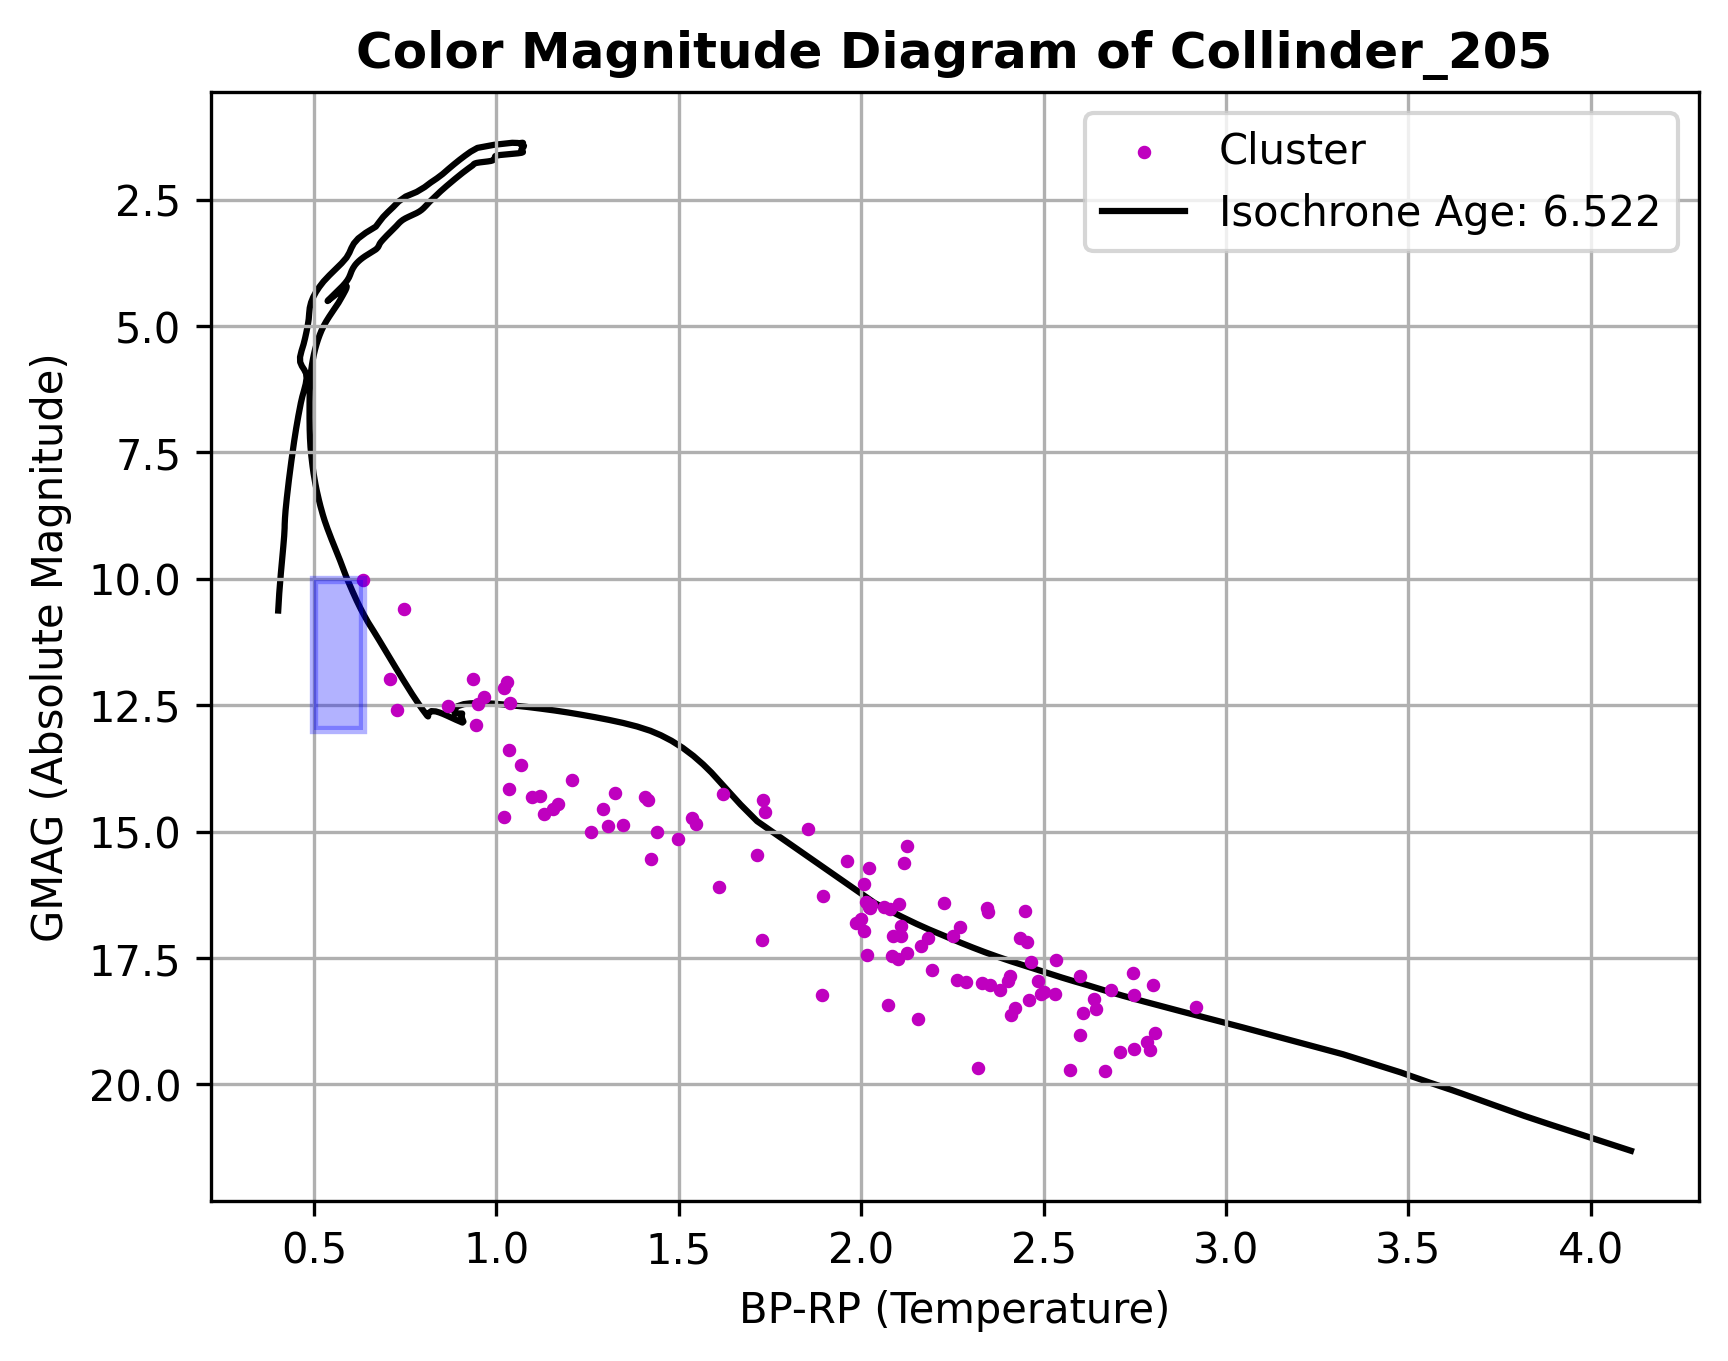 Color Magnitude Diagram of Collinder_205
Cluster
Isochrone Age: 6.522
GMAG (Absolute Magnitude)
2.5
5.0
7.5
10.0
12.5
15.0
17.5
20.0
0.5 1.0 1.5 2.0 2.5 3.0 3.5 4.0
BP-RP (Temperature)